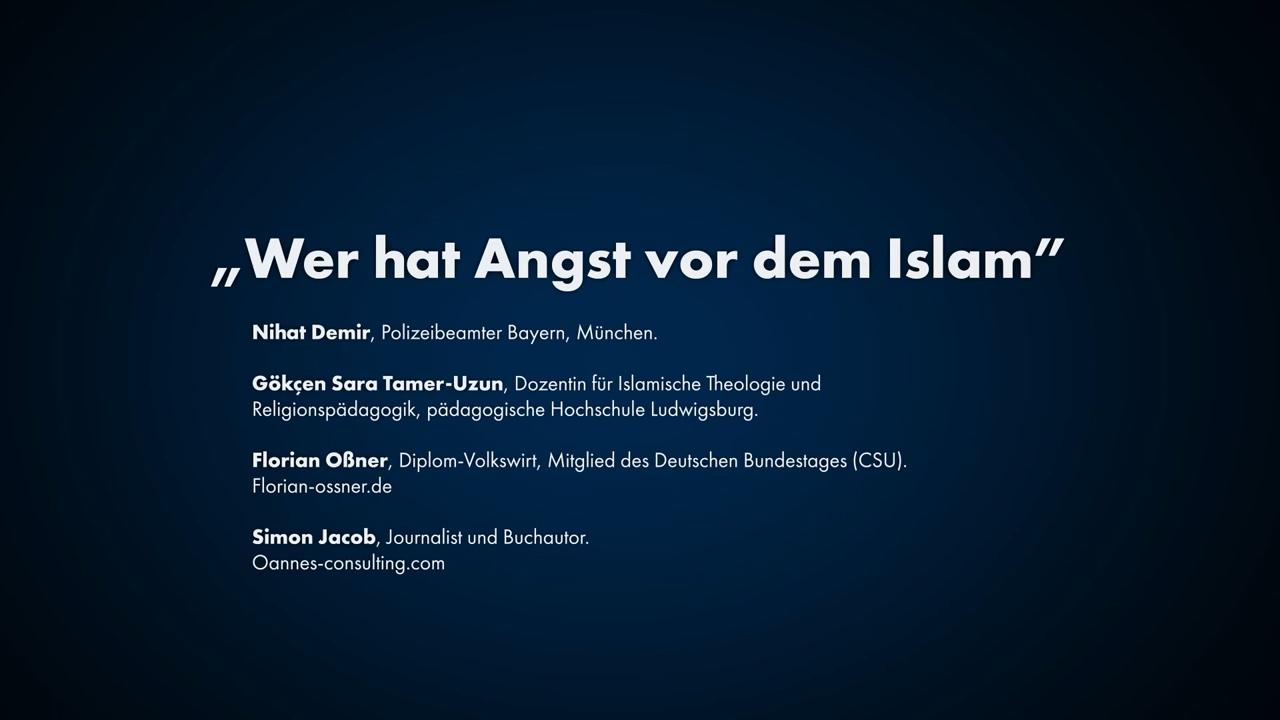 „Wer hat Angst vor dem Islam”
Nihat Demir, Polizeibeamter Bayern, München.
Gökçen Sara Tamer-Uzun, Dozentin für Islamische Theologie und
Religionspädagogik, pädagogische Hochschule Ludwigsburg.
Florian Oßner, Diplom-Volkswirt, Mitglied des Deutschen Bundestages (CSU).
Florian-ossner.de
Simon Jacob, Journalist und Buchautor.
Oannes-consulting.com